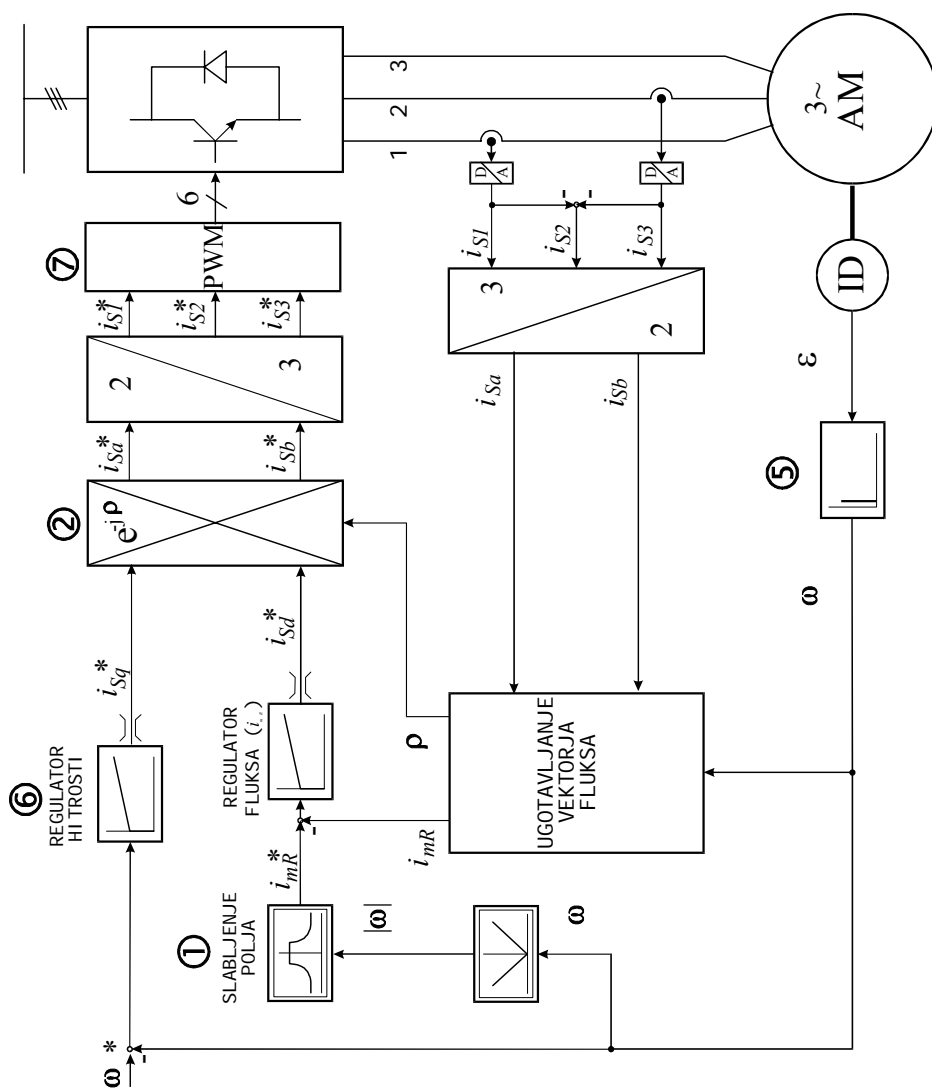 ⑦
PWM
6
3~
AM
1
2
3
i*S1
i*S2
i*S3
2
3
D/A
D/A
iS1
iS2
iS3
-
-
3
2
ID
ε
⑤
ω
②
e-jρ
i*Sa
i*Sb
iSa
iSb
i*Sq
i*Sd
⑥
REGULATOR
HITROSTI
REGULATOR
FLUKSA
ρ
UGOTAVLJANJE
VEKTORJA
FLUKSA
i*mR
-
imR
①
SLABLJENJE
POLJA
|ω|
ω
ω*
-